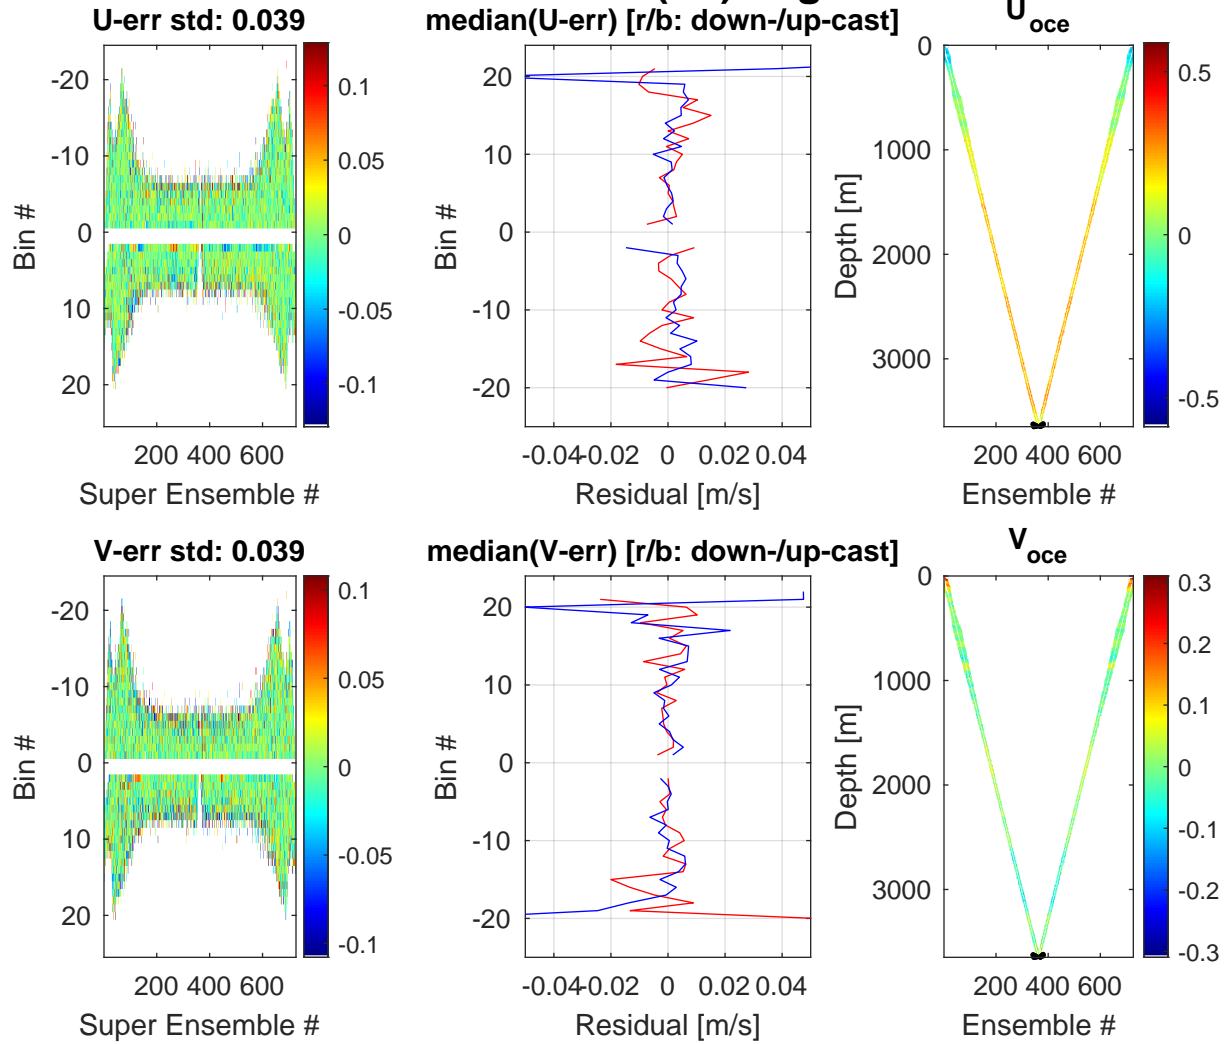 U-err std: 0.039
median(U-err) [r/b: down-/up-cast]
U oce
-20
-10
0
10
20
Bin #
200 400 600
Super Ensemble #
0.1
0.05
0
-0.05
-0.1
20
10
0
-10
-20
Bin #
-0.04 -0.02 0 0.02 0.04
Residual [m/s]
0
1000
2000
3000
Depth [m]
200 400 600
Ensemble #
0.5
0
-0.5
V-err std: 0.039
median(V-err) [r/b: down-/up-cast]
V oce
-20
-10
0
10
20
Bin #
200 400 600
Super Ensemble #
0.1
0.05
0
-0.05
-0.1
20
10
0
-10
-20
Bin #
-0.04 -0.02 0 0.02 0.04
Residual [m/s]
0
1000
2000
3000
Depth [m]
200 400 600
Ensemble #
0.3
0.2
0.1
0
-0.1
-0.2
-0.3